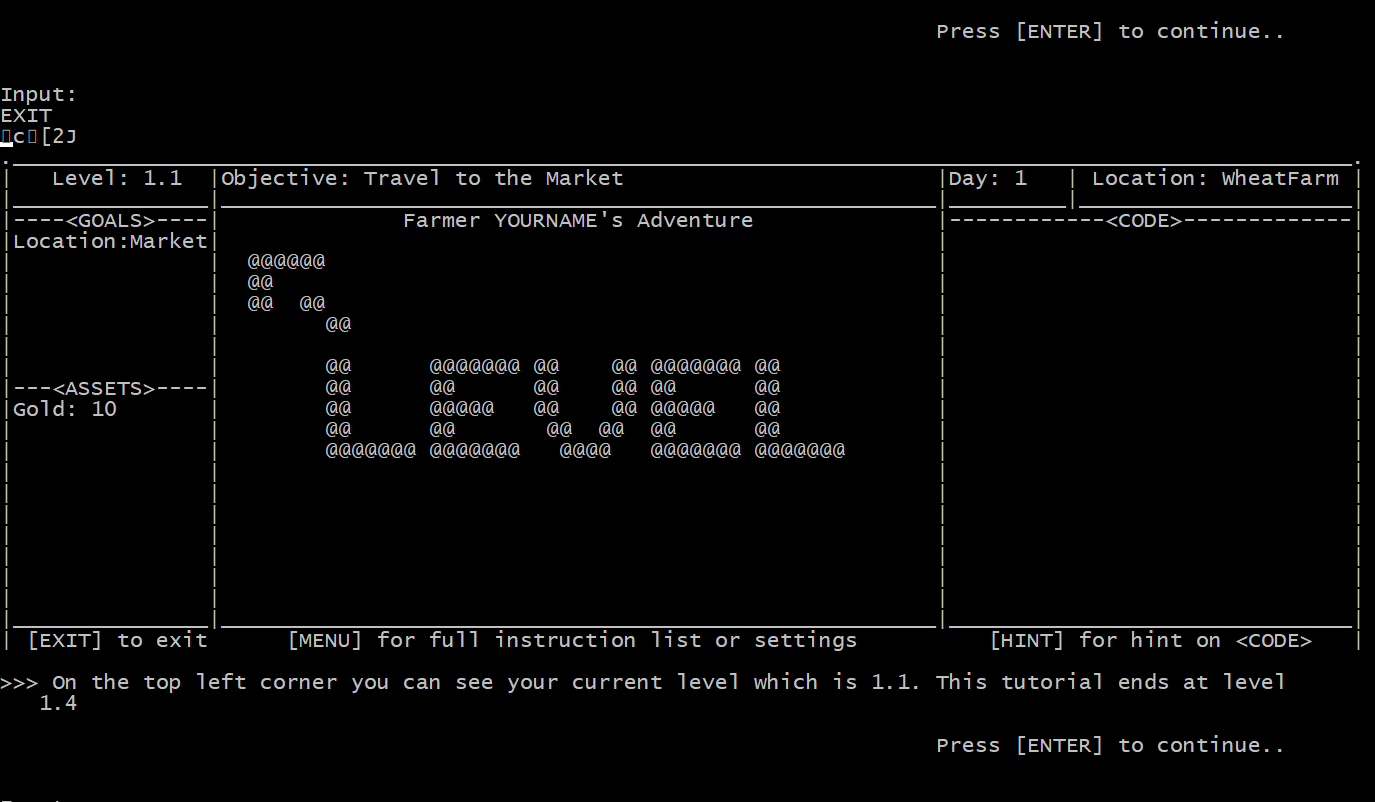 Press [ENTER] to continue..
Input:
EXIT
c[2J
Level: 1.1 |Objective: Travel to the Market |Day: 1 | Location: WheatFarm |
----<GOALS>---- Farmer YOURNAME's Adventure ------------<CODE>-------------
Location:Market
@@@@@@
@@
@@  @@
@@
@@      @@@@@@@ @@    @@ @@@@@@@ @@
---<ASSETS>---- @@      @@      @@    @@ @@      @@
Gold: 10 @@      @@@@@   @@    @@ @@@@@   @@
@@      @@       @@  @@  @@      @@
@@@@@@@ @@@@@@@   @@@@   @@@@@@@ @@@@@@@
[EXIT] to exit [MENU] for full instruction list or settings [HINT] for hint on <CODE>
>>> On the top left corner you can see your current level which is 1.1. This tutorial ends at level
1.4
Press [ENTER] to continue..